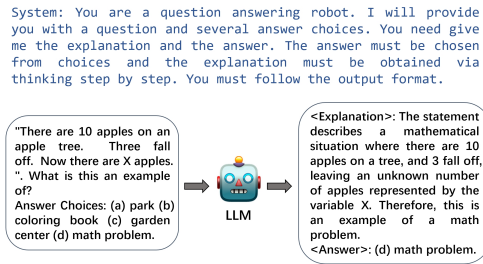 System: You are a question answering robot. I will provide
you with a question and several answer choices. You need give
me the explanation and the answer. The answer must be chosen
from choices and the explanation must be obtained via
thinking step by step. You must follow the output format.
"There are 10 apples on an
apple tree. Three fall
off. Now there are X apples.
". What is this an example
of?
Answer Choices: (a) park (b)
coloring book (c) garden
center (d) math problem.
LLM
<Explanation>: The statement
describes a mathematical
situation where there are 10
apples on a tree, and 3 fall off,
leaving an unknown number
of apples represented by the
variable X. Therefore, this is
an example of a math
problem.
<Answer>: (d) math problem.